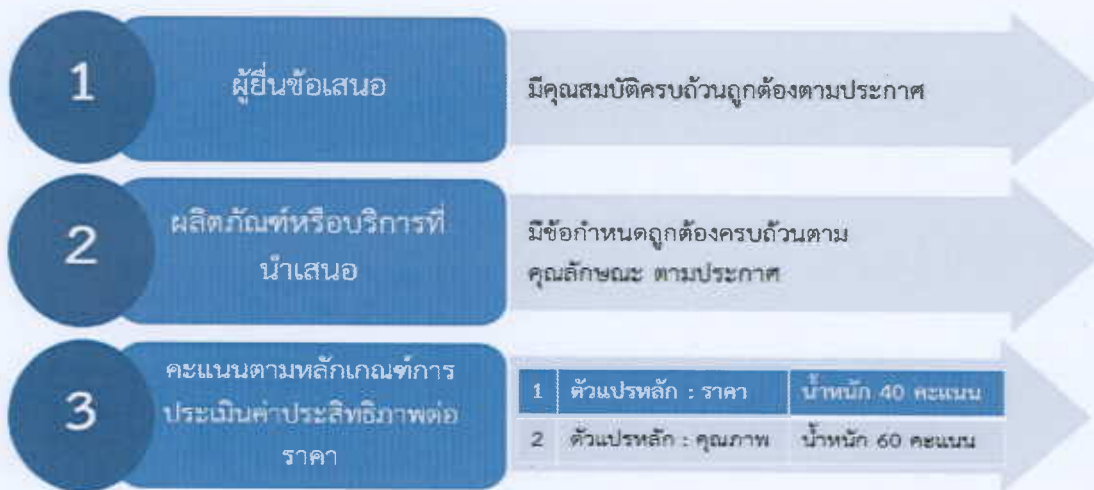 1
ผู้ยื่นข้อเสนอ
มีคุณสมบัติครบถ้วนถูกต้องตามประกาศ
2
ผลิตภัณฑ์หรือบริการที่
นำเสนอ
มีข้อกำหนดถูกต้องครบถ้วนตาม
คุณลักษณะ ตามประกาศ
3
คะแนนตามหลักเกณฑ์การ
ประเมินค่าประสิทธิภาพต่อ
ราคา
1 ตัวแปรหลัก : ราคา น้ำหนัก 40 คะแนน
2 ตัวแปรหลัก : คุณภาพ น้ำหนัก 60 คะแนน